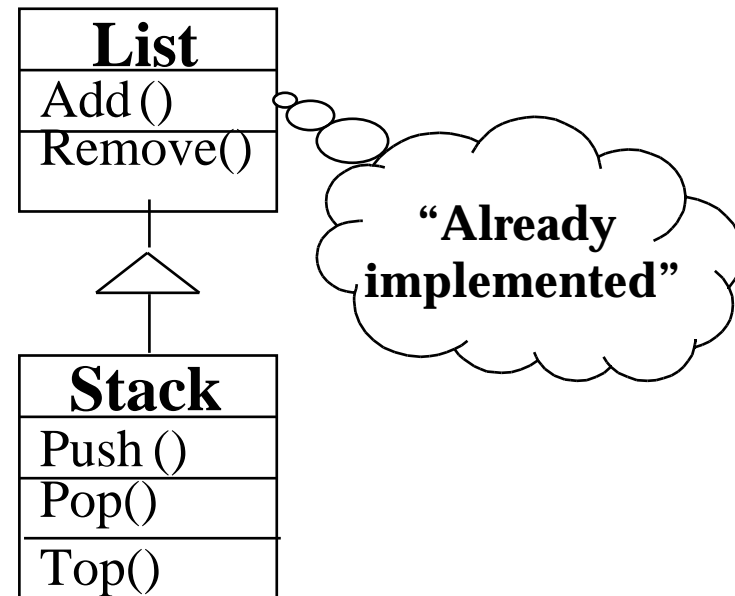 List
Add ()
Remove()
“Already
implemented”
Stack
Push ()
Pop()
Top()